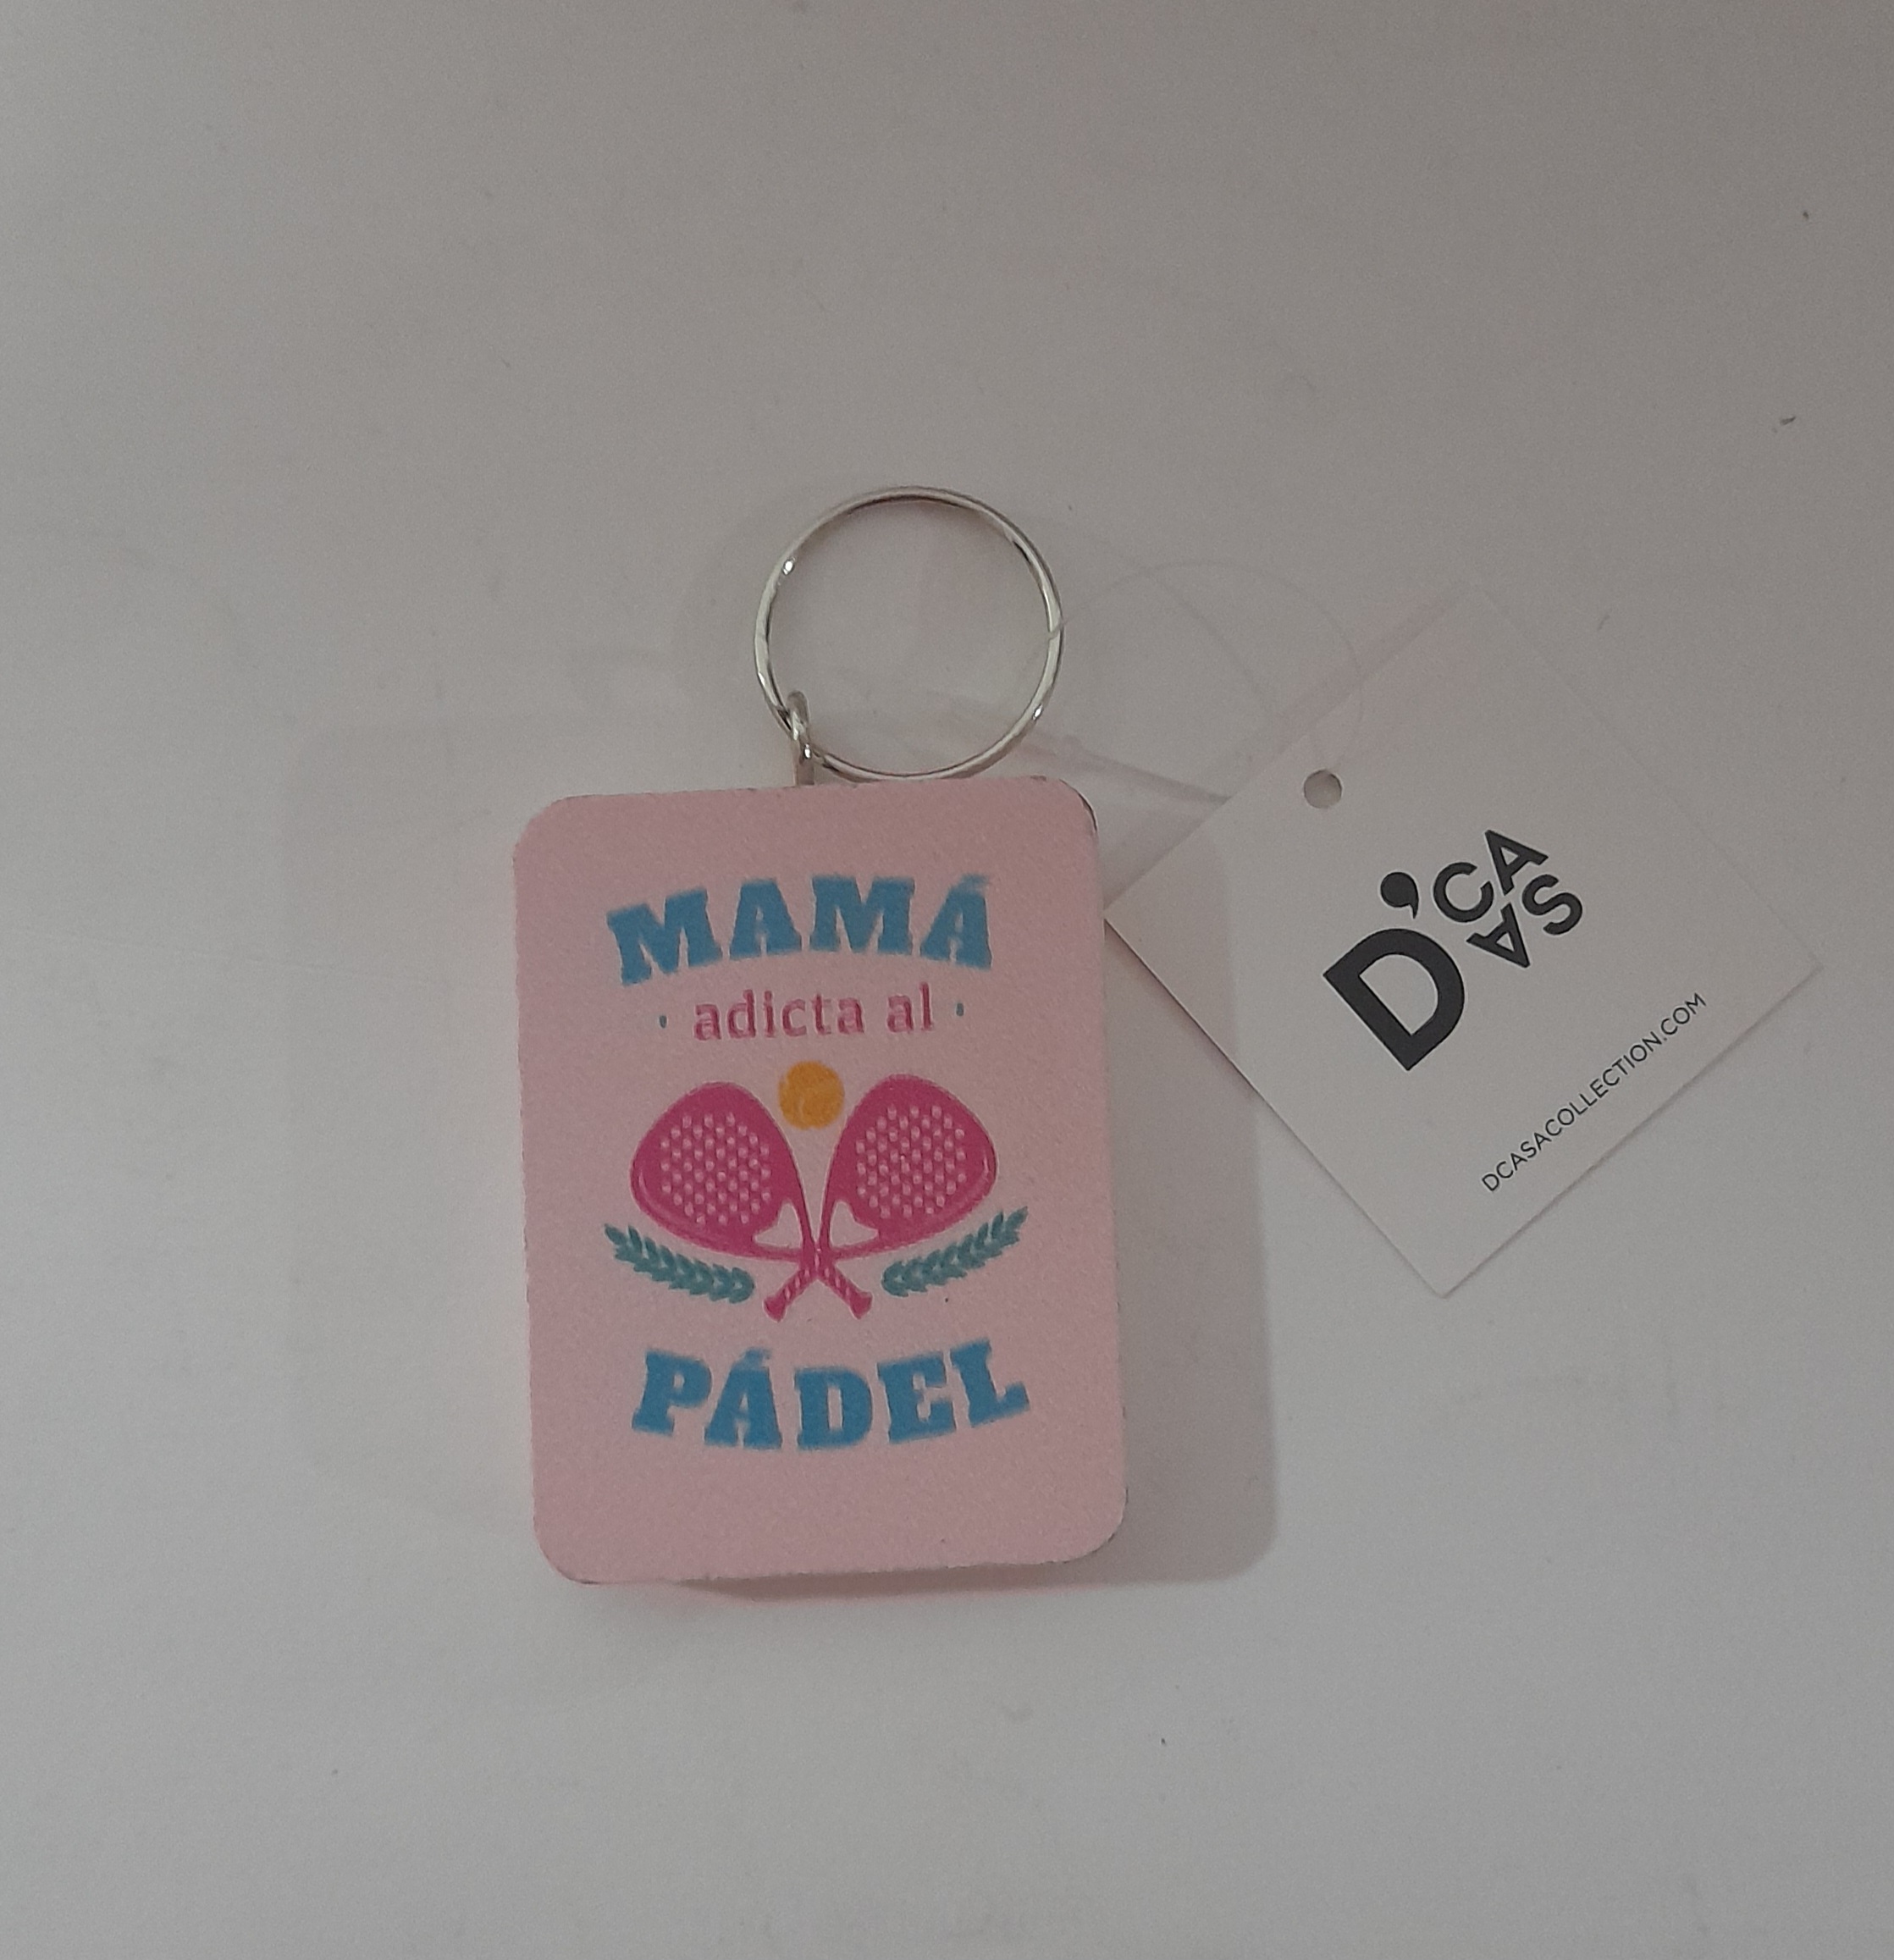 MAMÁ
· adicta al ·
PÁDEL
D'CASA
DCASACOLLECTION.COM